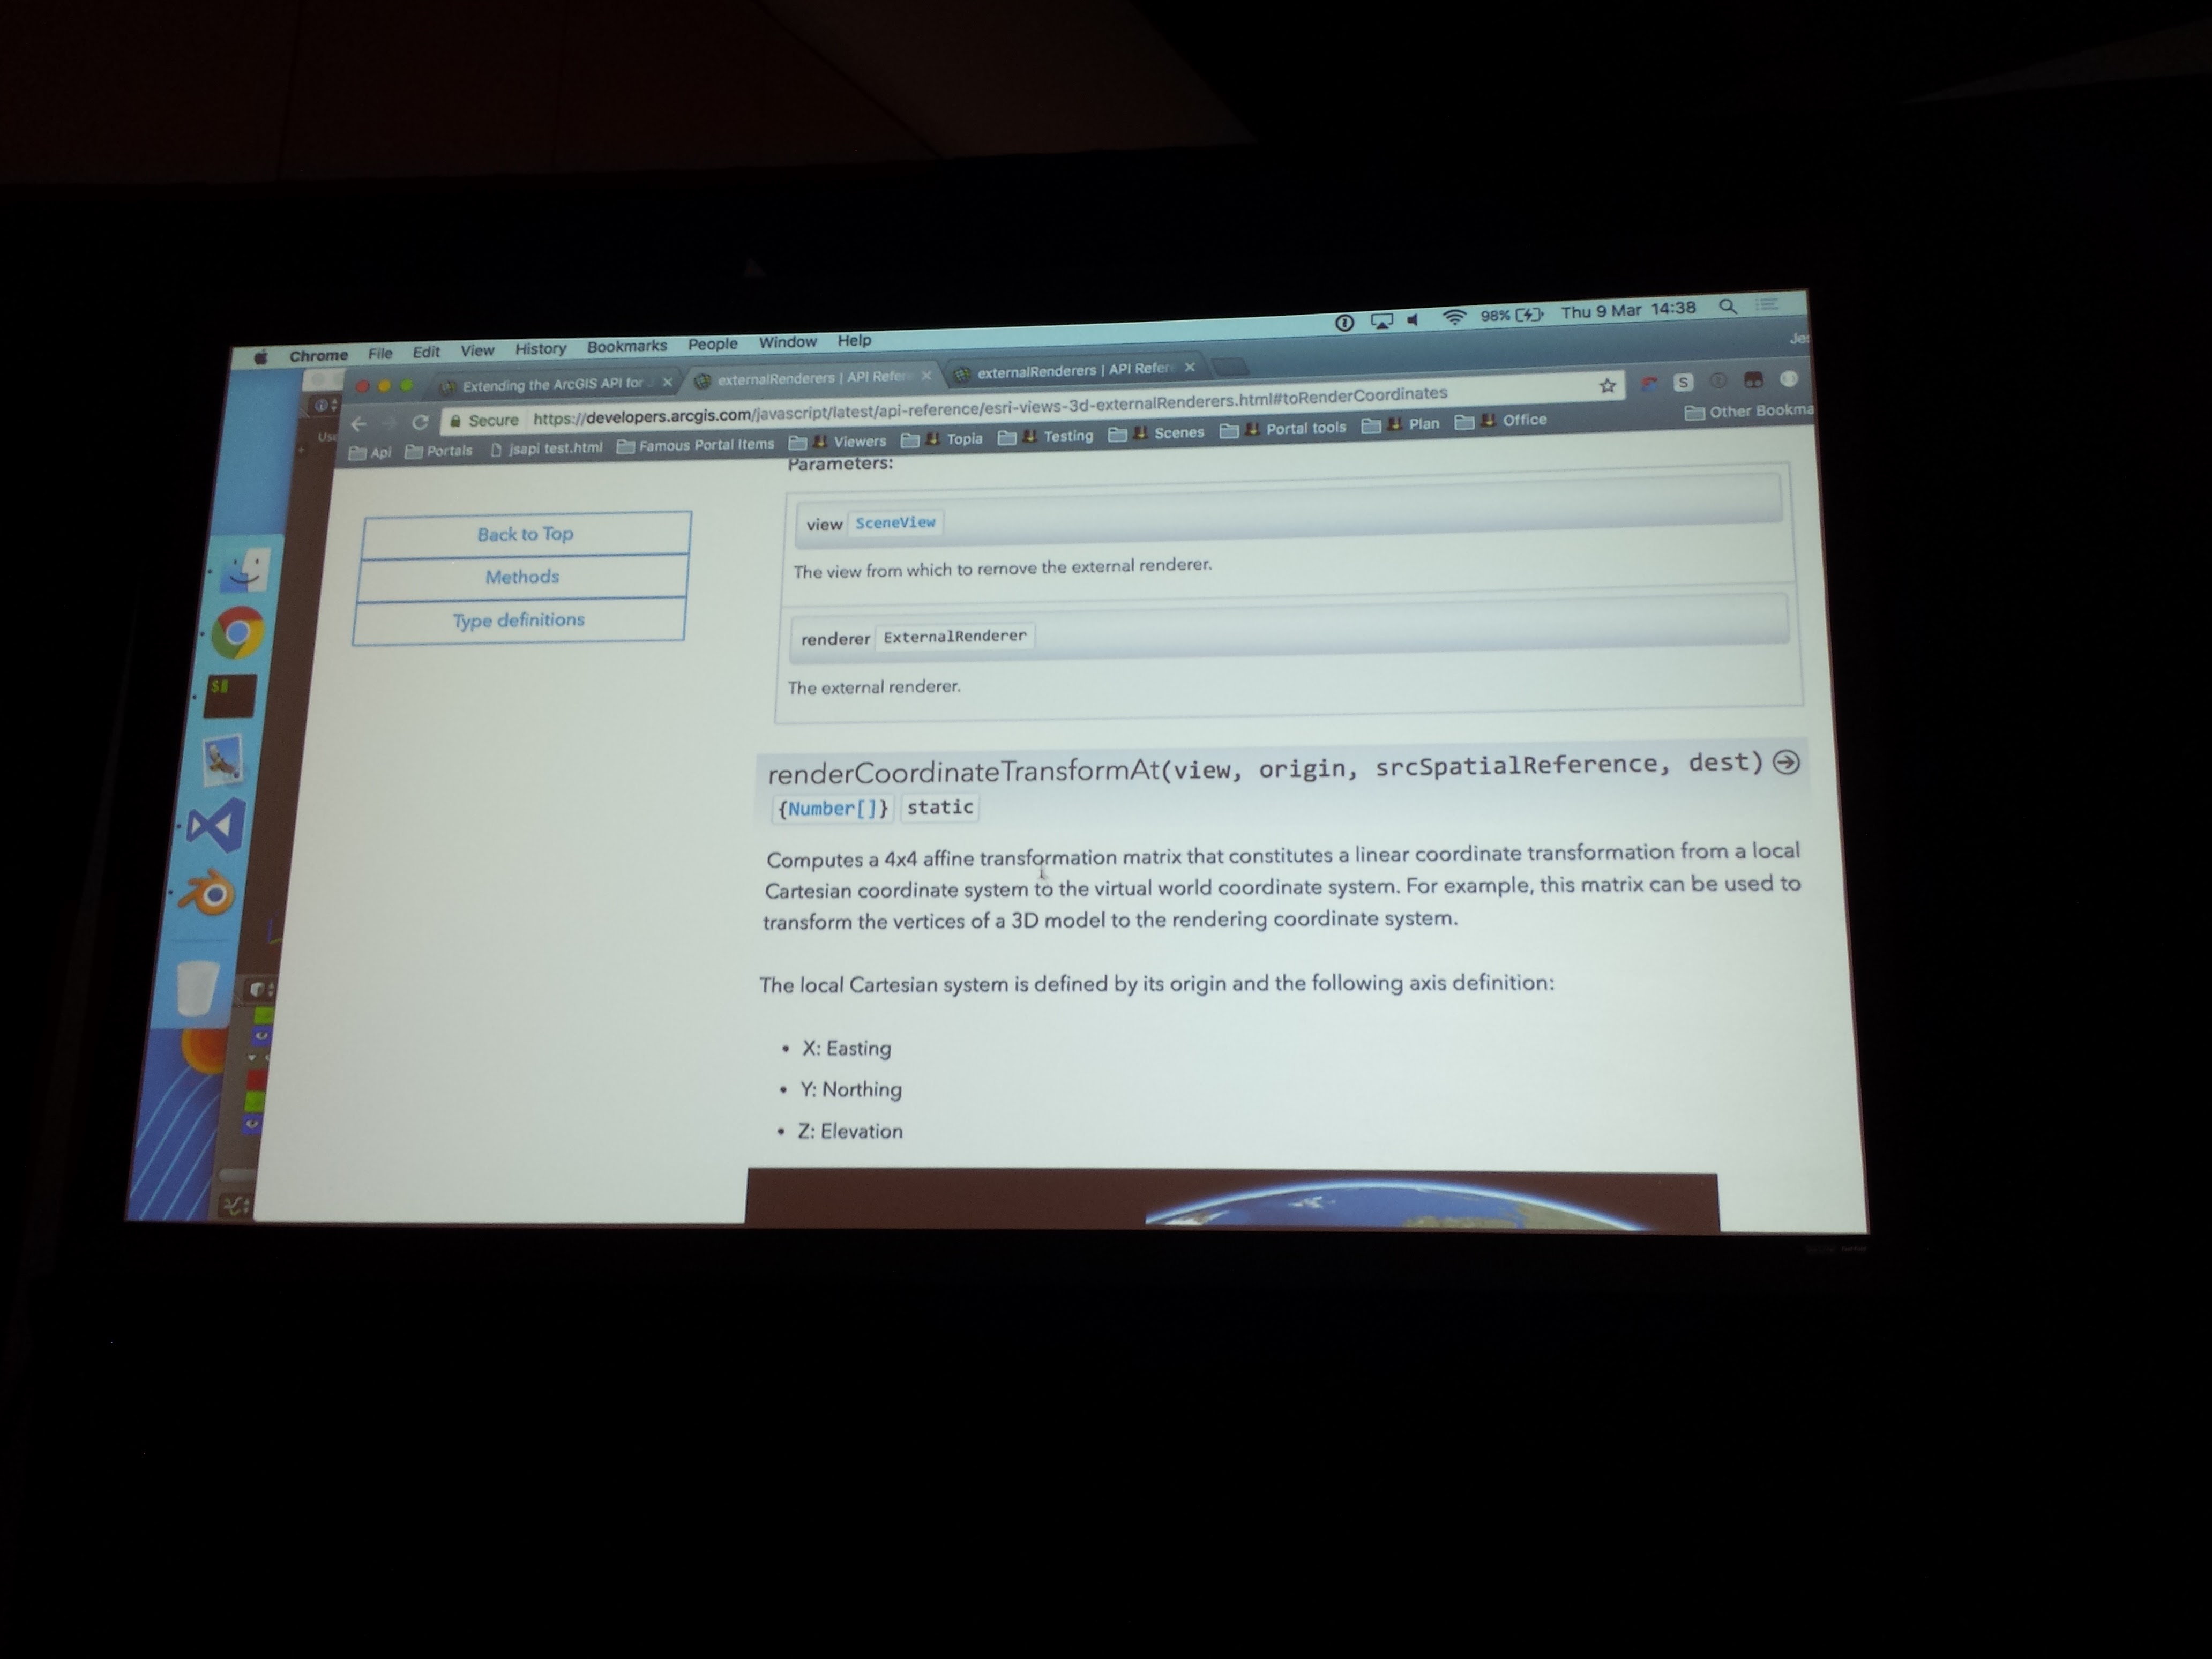 Chrome File Edit View History Bookmarks People Window Help 98% Thu 9 Mar 14:38
Extending the ArcGIS API for J externalRenderers | API Refer externalRenderers | API Refer
Secure https://developers.arcgis.com/javascript/latest/api-reference/esri-views-3d-externalRenderers.html#toRenderCoordinates
Api Portals jsapi test.html Famous Portal Items Viewers Topia Testing Scenes Portal tools Plan Office Other Bookma
Parameters:
Back to Top
Methods
Type definitions
view SceneView
The view from which to remove the external renderer.
renderer ExternalRenderer
The external renderer.
renderCoordinateTransformAt(view, origin, srcSpatialReference, dest)
{Number[]} static
Computes a 4x4 affine transformation matrix that constitutes a linear coordinate transformation from a local
Cartesian coordinate system to the virtual world coordinate system. For example, this matrix can be used to
transform the vertices of a 3D model to the rendering coordinate system.
The local Cartesian system is defined by its origin and the following axis definition:
• X: Easting
• Y: Northing
• Z: Elevation